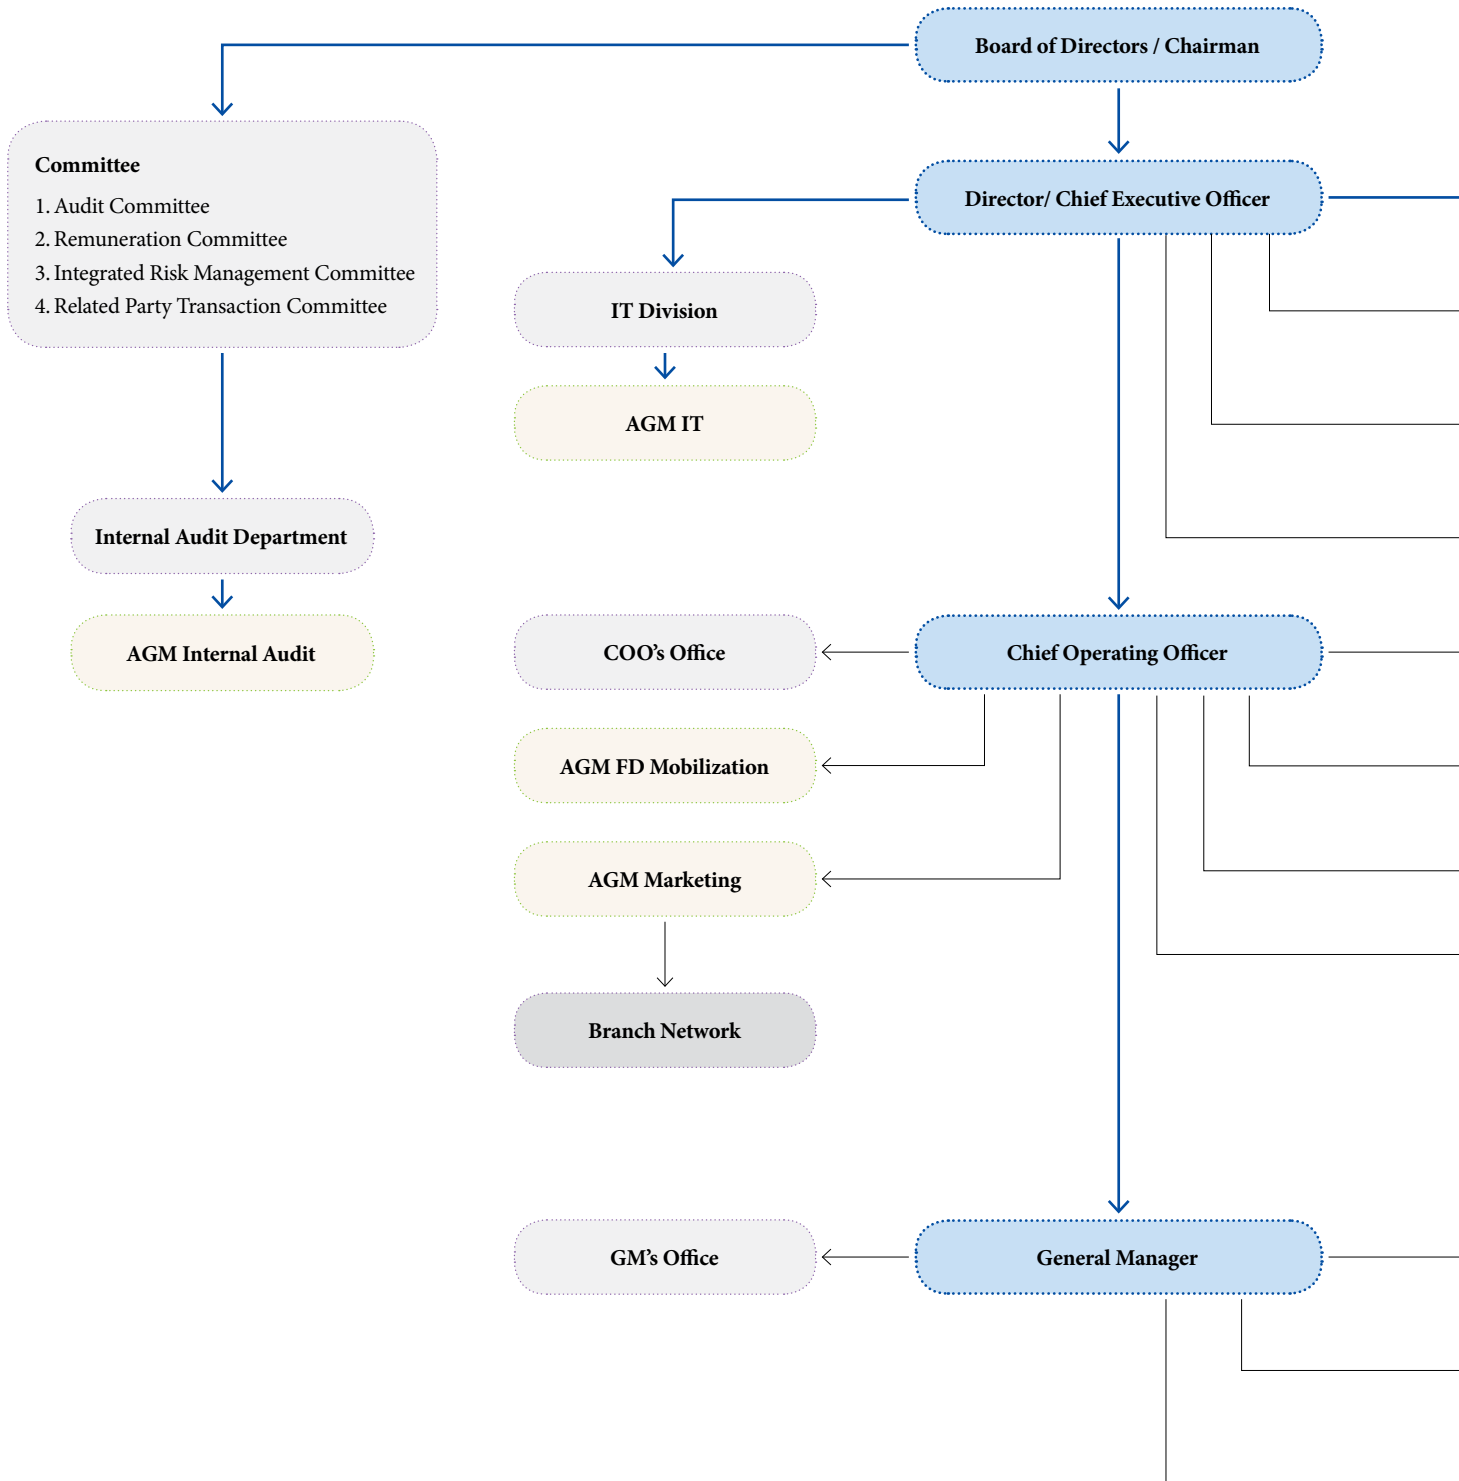 Board of Directors / Chairman
Committee
1. Audit Committee
2. Remuneration Committee
3. Integrated Risk Management Committee
4. Related Party Transaction Committee
Director/ Chief Executive Officer
IT Division
AGM IT
Internal Audit Department
AGM Internal Audit
COO’s Office
Chief Operating Officer
AGM FD Mobilization
AGM Marketing
Branch Network
GM’s Office
General Manager